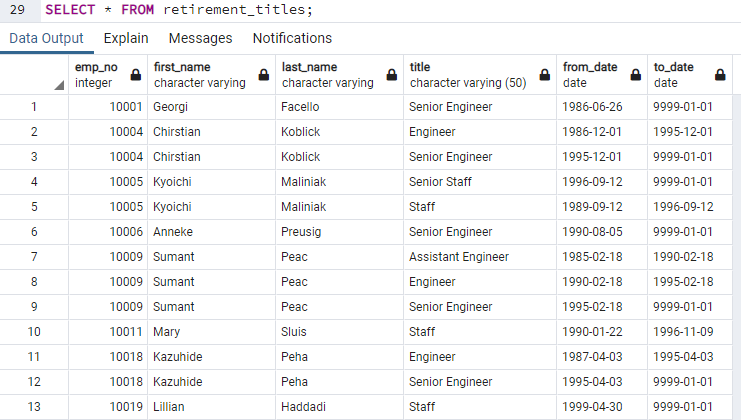 29 SELECT * FROM retirement_titles;
Data Output Explain Messages Notifications
emp_no first_name last_name title from_date to_date
integer character varying character varying character varying (50) date date
1 10001 Georgi Facello Senior Engineer 1986-06-26 9999-01-01
2 10004 Chirstian Koblick Engineer 1986-12-01 1995-12-01
3 10004 Chirstian Koblick Senior Engineer 1995-12-01 9999-01-01
4 10005 Kyoichi Maliniak Senior Staff 1996-09-12 9999-01-01
5 10005 Kyoichi Maliniak Staff 1989-09-12 1996-09-12
6 10006 Anneke Preusig Senior Engineer 1990-08-05 9999-01-01
7 10009 Sumant Peac Assistant Engineer 1985-02-18 1990-02-18
8 10009 Sumant Peac Engineer 1990-02-18 1995-02-18
9 10009 Sumant Peac Senior Engineer 1995-02-18 9999-01-01
10 10011 Mary Sluis Staff 1990-01-22 1996-11-09
11 10018 Kazuhide Peha Engineer 1987-04-03 1995-04-03
12 10018 Kazuhide Peha Senior Engineer 1995-04-03 9999-01-01
13 10019 Lillian Haddadi Staff 1999-04-30 9999-01-01